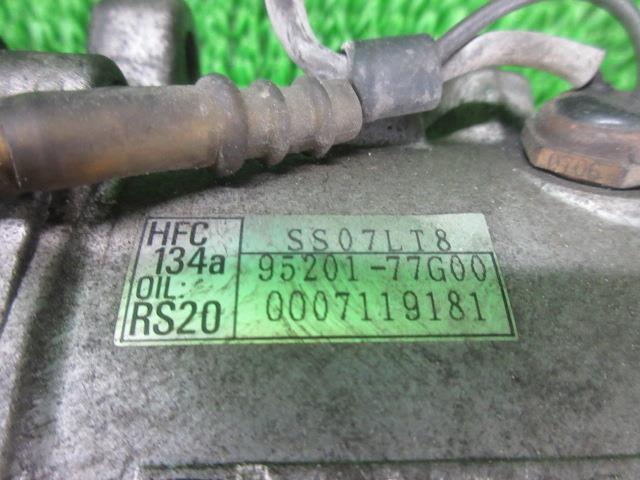 HFC
134a
OIL:
RS20
SS07LT8
95201-77G00
0007119181